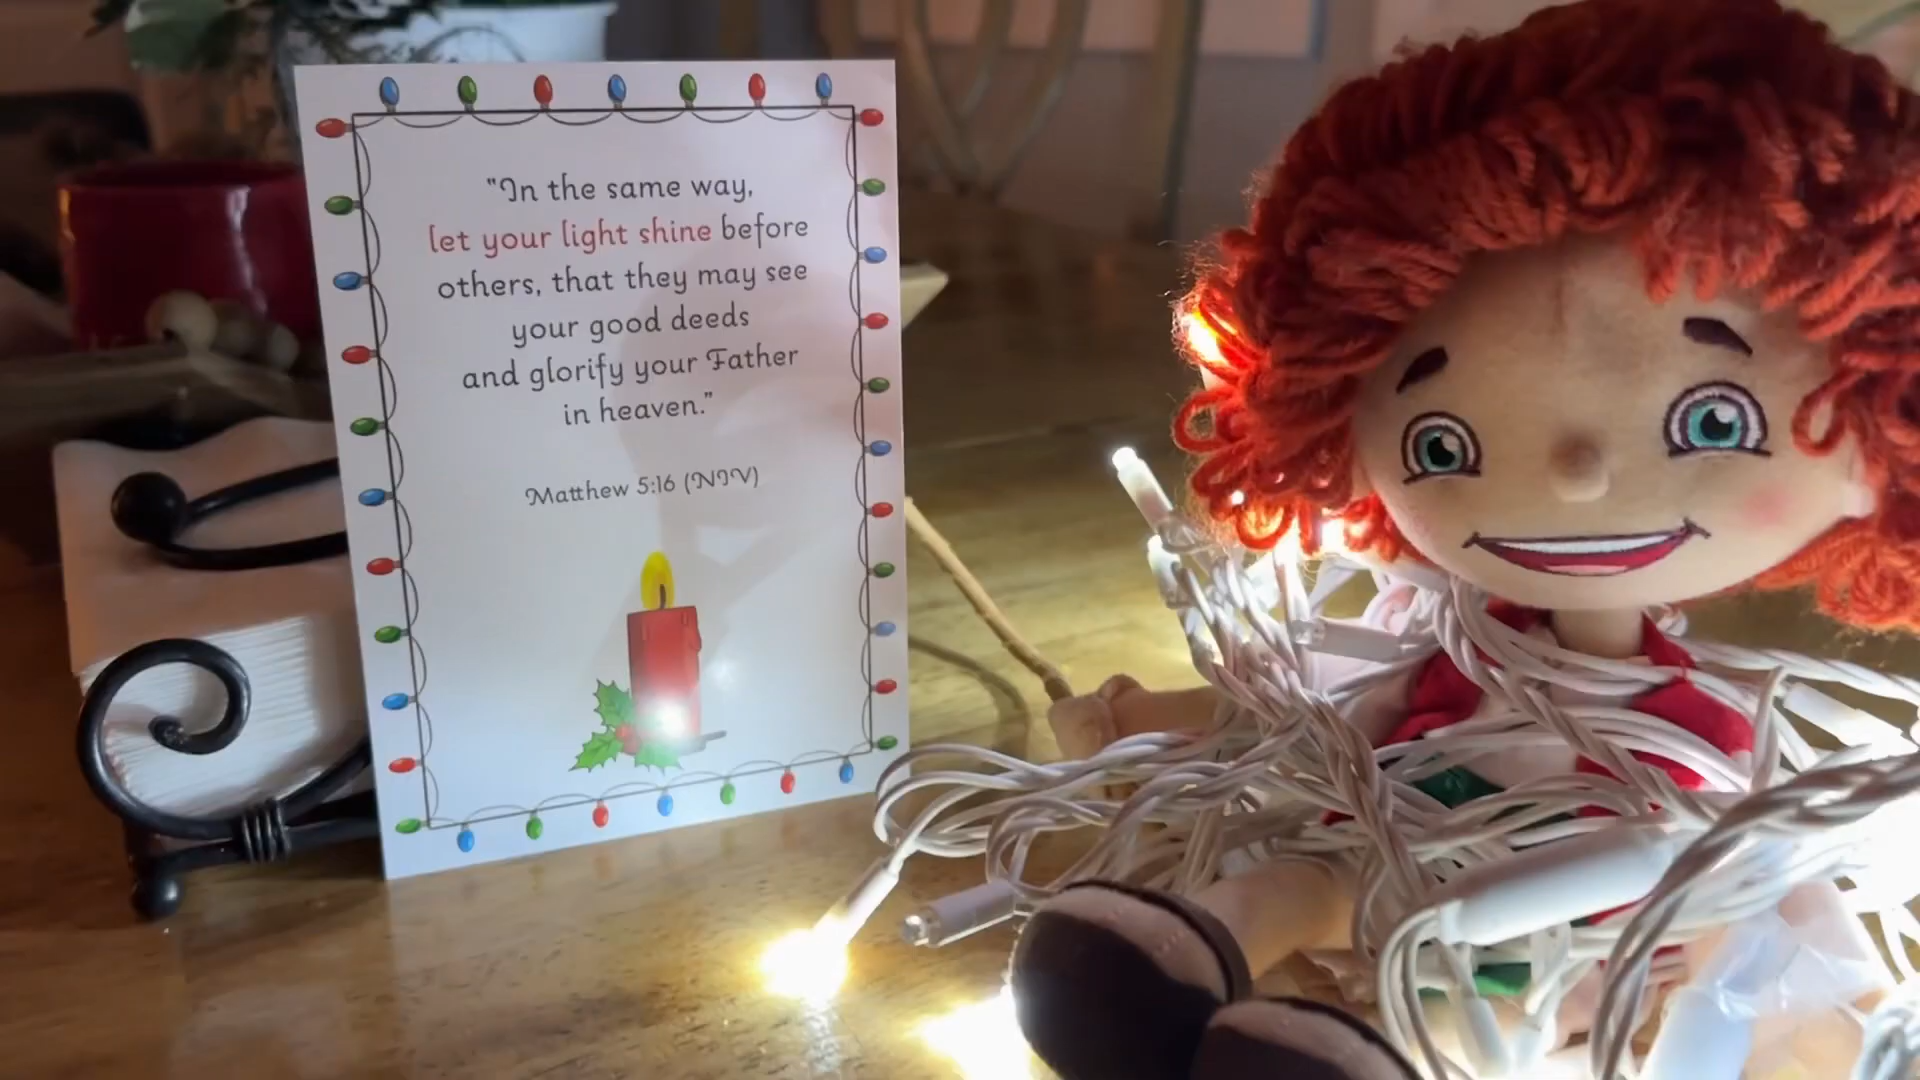 "In the same way,
let your light shine before
others, that they may see
your good deeds
and glorify your Father
in heaven."
Matthew 5:16 (NIV)